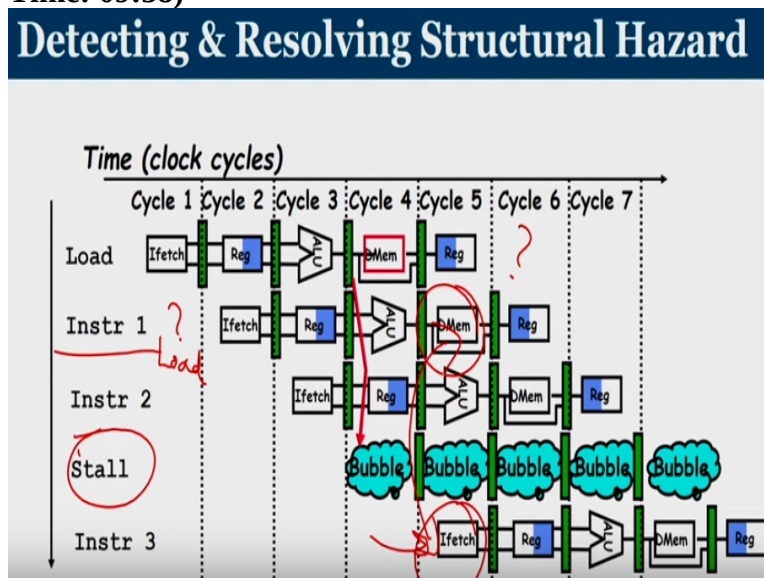 Time: 09:58)
Detecting & Resolving Structural Hazard
Time (clock cycles)
Cycle 1 Cycle 2 Cycle 3 Cycle 4 Cycle 5 Cycle 6 Cycle 7
Load Ifetch Reg ALU DMem Reg ?
Instr 1 ? Ifetch Reg ALU DMem Reg
Load
Instr 2 Ifetch Reg ALU DMem Reg
Stall Bubble Bubble Bubble Bubble Bubble
Instr 3 Ifetch Reg ALU DMem Reg